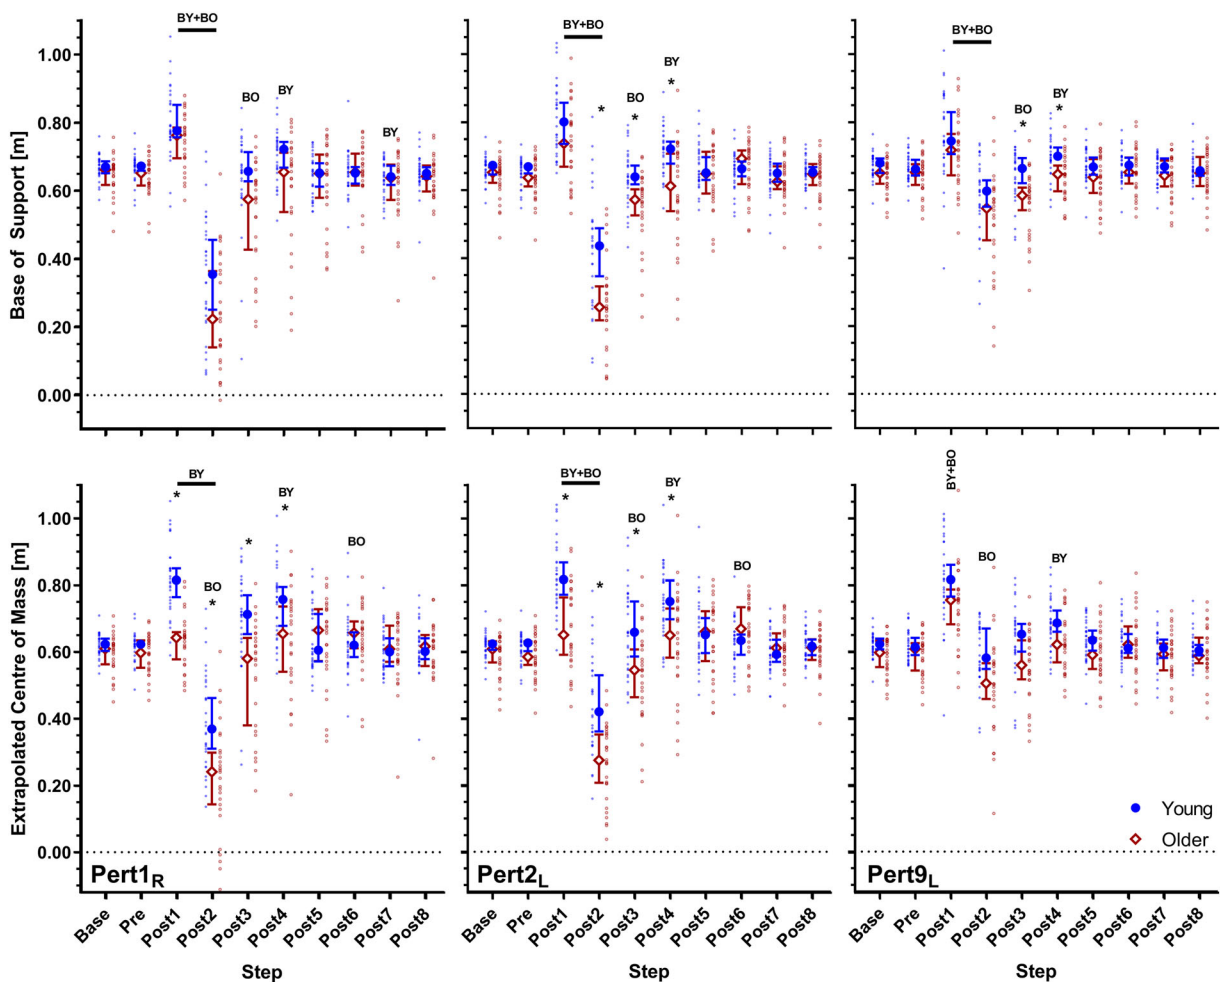 BY+BO
BO
BY
BY
BY+BO
*
BO
*
BY
*
BY+BO
BO
*
BY
*
Base of Support [m]
1.00
0.80
0.60
0.40
0.20
0.00
BY
*
BO
*
*
BY
*
BO
BY+BO
*
*
BO
*
BY
*
BO
BY+BO
BO
BY
Extrapolated Centre of Mass [m]
1.00
0.80
0.60
0.40
0.20
0.00
Young
Older
Pert1R
Pert2L
Pert9L
Base Pre Post1 Post2 Post3 Post4 Post5 Post6 Post7 Post8
Base Pre Post1 Post2 Post3 Post4 Post5 Post6 Post7 Post8
Base Pre Post1 Post2 Post3 Post4 Post5 Post6 Post7 Post8
Step
Step
Step